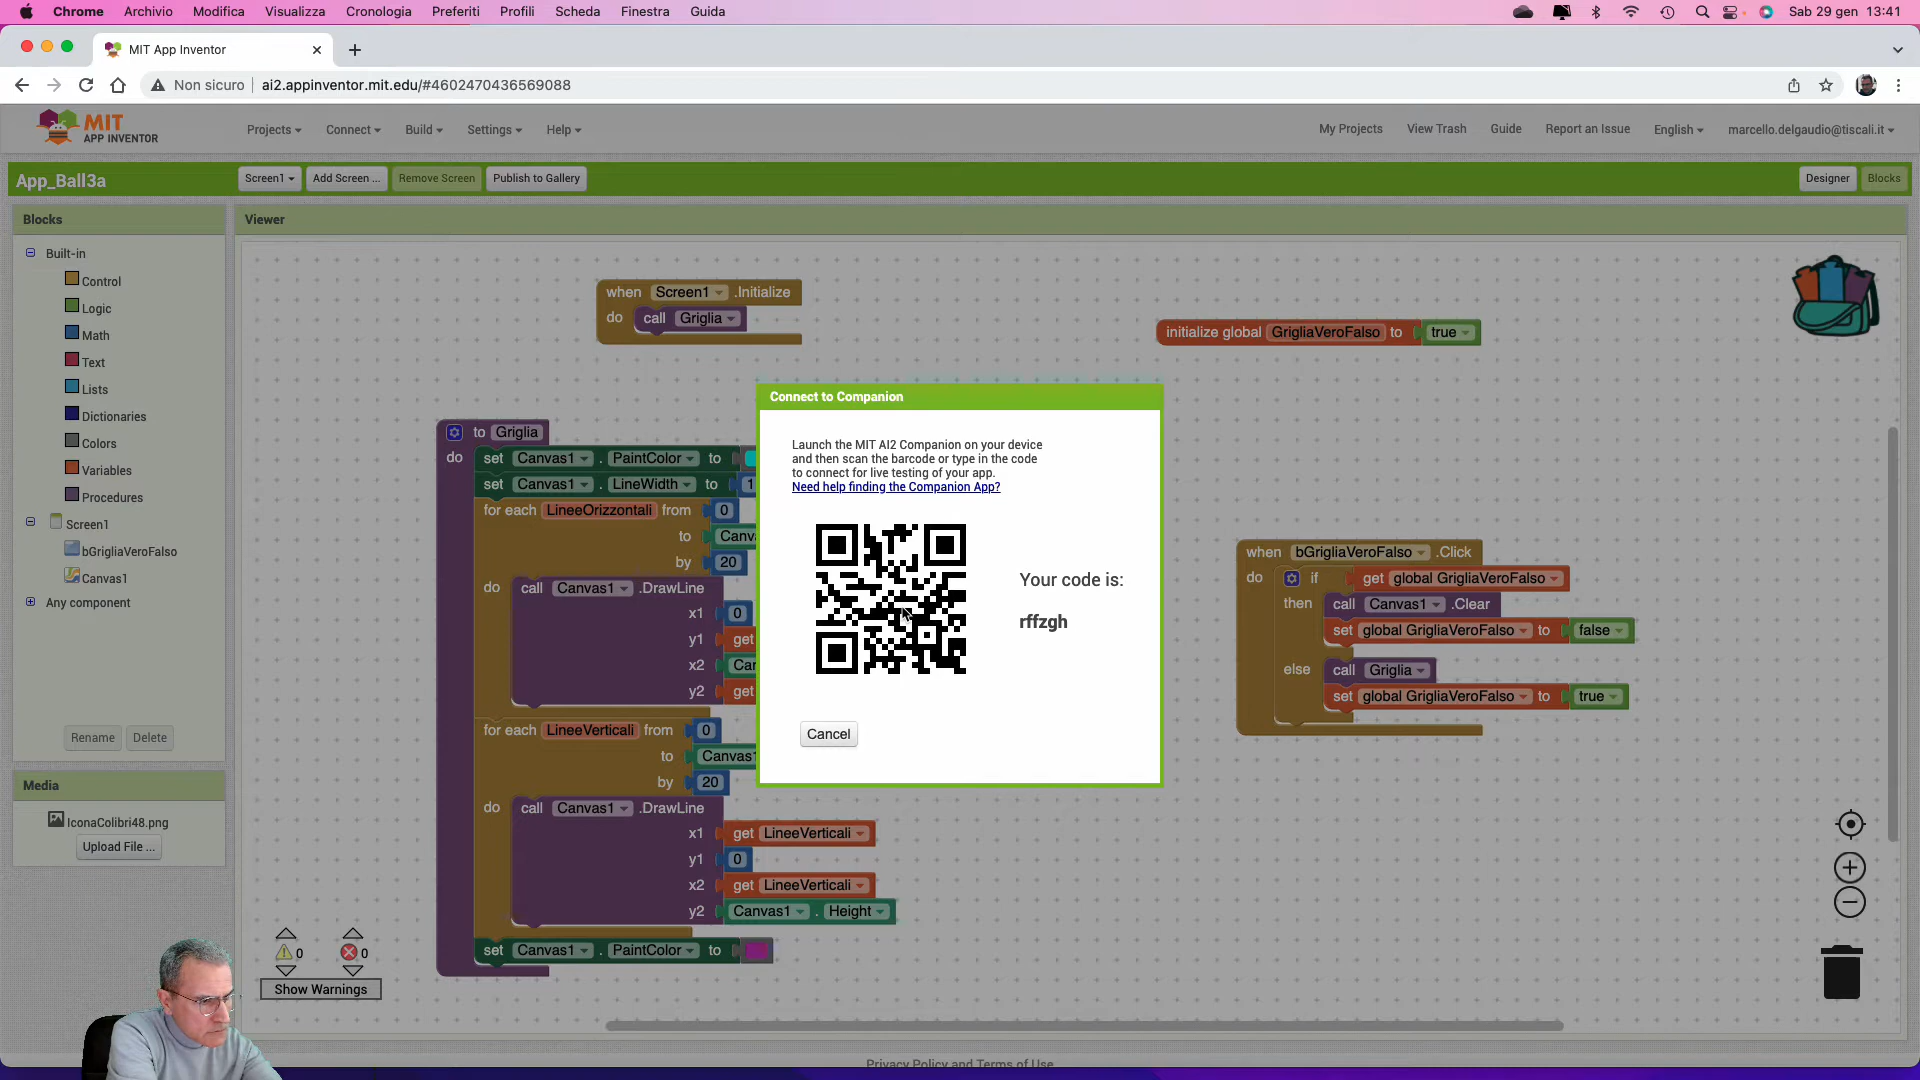 Chrome Archivio Modifica Visualizza Cronologia Preferiti Profili Scheda Finestra Guida Sab 29 gen 13:41
MIT App Inventor
Non sicuro ai2.appinventor.mit.edu/#4602470436569088
MIT
APP INVENTOR
Projects Connect Build Settings Help My Projects View Trash Guide Report an Issue English marcello.delgaudio@tiscali.it
App_Ball3a Screen1 Add Screen ... Remove Screen Publish to Gallery Designer Blocks
Blocks
Viewer
Built-in
Control
Logic
Math
Text
Lists
Dictionaries
Colors
Variables
Procedures
Screen1
bGrigliaVeroFalso
Canvas1
Any component
Rename Delete
Media
IconaColibri48.png
Upload File ...
when Screen1 .Initialize
do call Griglia
initialize global GrigliaVeroFalso to true
to Griglia
do set Canvas1 . PaintColor to
set Canvas1 . LineWidth to 1
for each LineeOrizzontali from 0
to
by 20
do call Canvas1 .DrawLine
x1 0
y1 get
x2
y2 get
for each LineeVerticali from 0
to
by 20
do call Canvas1 .DrawLine
x1 get LineeVerticali
y1 0
x2 get LineeVerticali
y2 Canvas1 . Height
set Canvas1 . PaintColor to
Connect to Companion
Launch the MIT AI2 Companion on your device
and then scan the barcode or type in the code
to connect for live testing of your app.
Need help finding the Companion App?
Your code is:
rffzgh
Cancel
when bGrigliaVeroFalso .Click
do if get global GrigliaVeroFalso
then call Canvas1 .Clear
set global GrigliaVeroFalso to false
else call Griglia
set global GrigliaVeroFalso to true
0 0
Show Warnings
Privacy Policy and Terms of Use